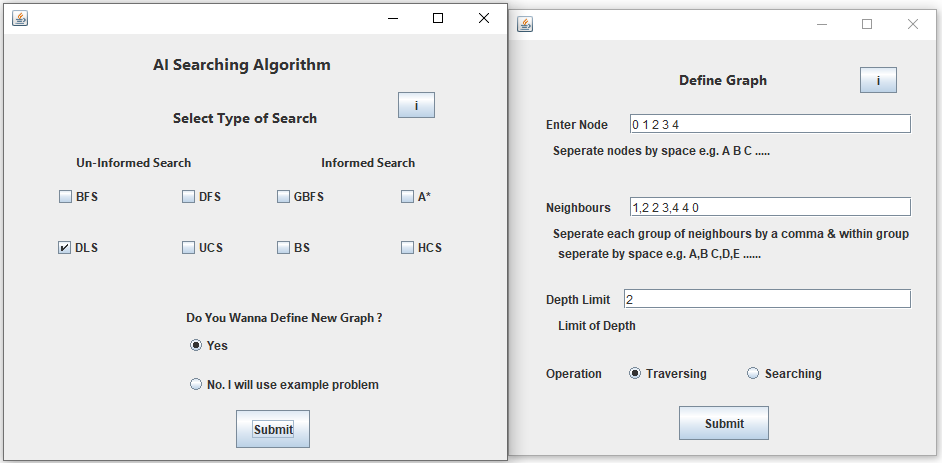 AI Searching Algorithm
i
Select Type of Search
Un-Informed Search Informed Search
BFS DFS GBFS A*
DLS UCS BS HCS
Do You Wanna Define New Graph ?
Yes
No. I will use example problem
Submit
Define Graph i
Enter Node 0 1 2 3 4
Seperate nodes by space e.g. A B C .....
Neighbours 1,2 2 3,4 4 0
Seperate each group of neighbours by a comma & within group
seperate by space e.g. A,B C,D,E ......
Depth Limit 2
Limit of Depth
Operation Traversing Searching
Submit